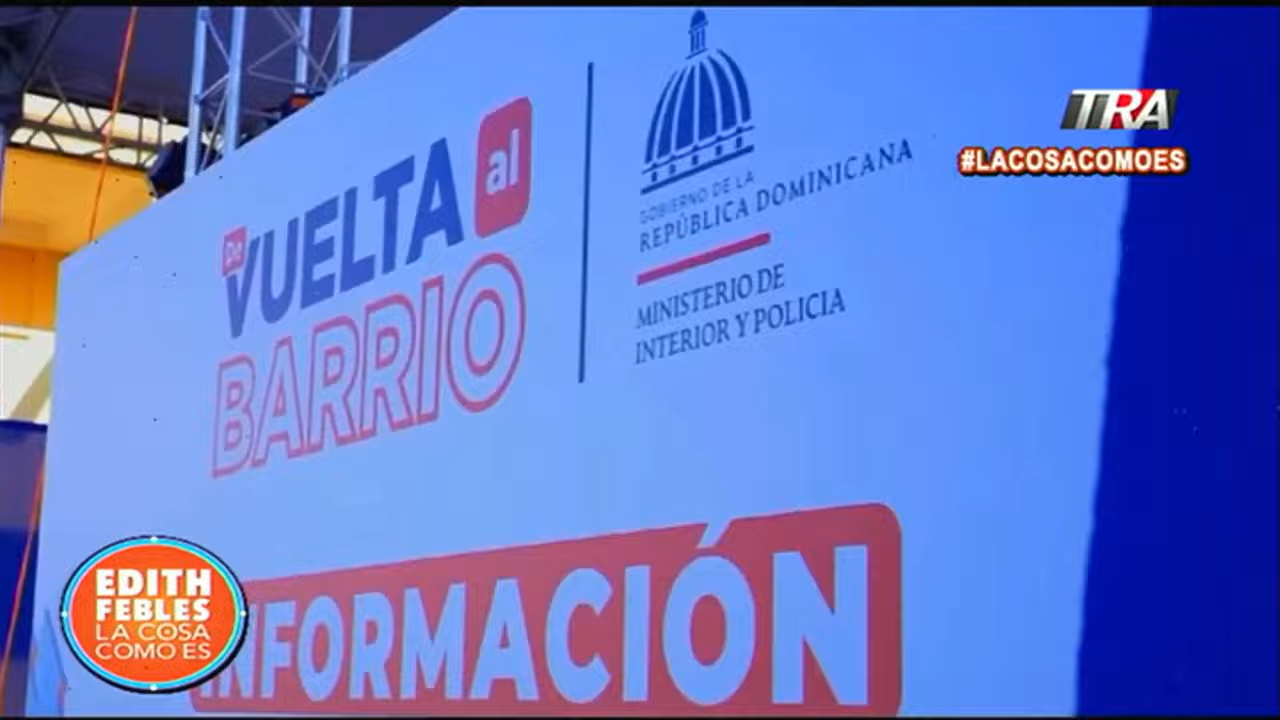 De
VUELTA al
BARRIO
GOBIERNO DE LA
REPÚBLICA DOMINICANA
MINISTERIO DE
INTERIOR Y POLICIA
INFORMACIÓN
TRA
#LACOSACOMOES
EDITH
FEBLES
LA COSA
COMO ES